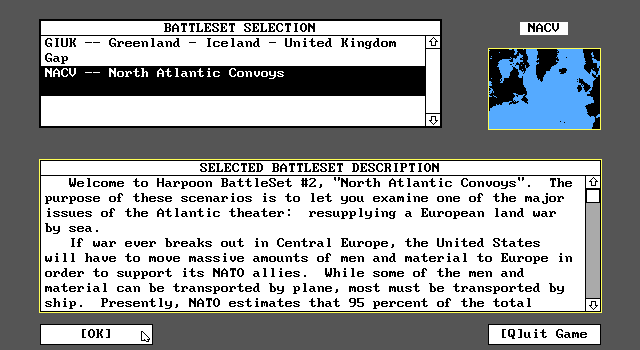 BATTLESET SELECTION
NACV
GIUK -- Greenland - Iceland - United Kingdom
Gap
NACV -- North Atlantic Convoys
SELECTED BATTLESET DESCRIPTION
Welcome to Harpoon BattleSet #2, "North Atlantic Convoys".  The
purpose of these scenarios is to let you examine one of the major
issues of the Atlantic theater:  resupplying a European land war
by sea.
If war ever breaks out in Central Europe, the United States
will have to move massive amounts of men and material to Europe in
order to support its NATO allies.  While some of the men and
material can be transported by plane, most must be transported by
ship.  Presently, NATO estimates that 95 percent of the total
[OK]
[Q]uit Game